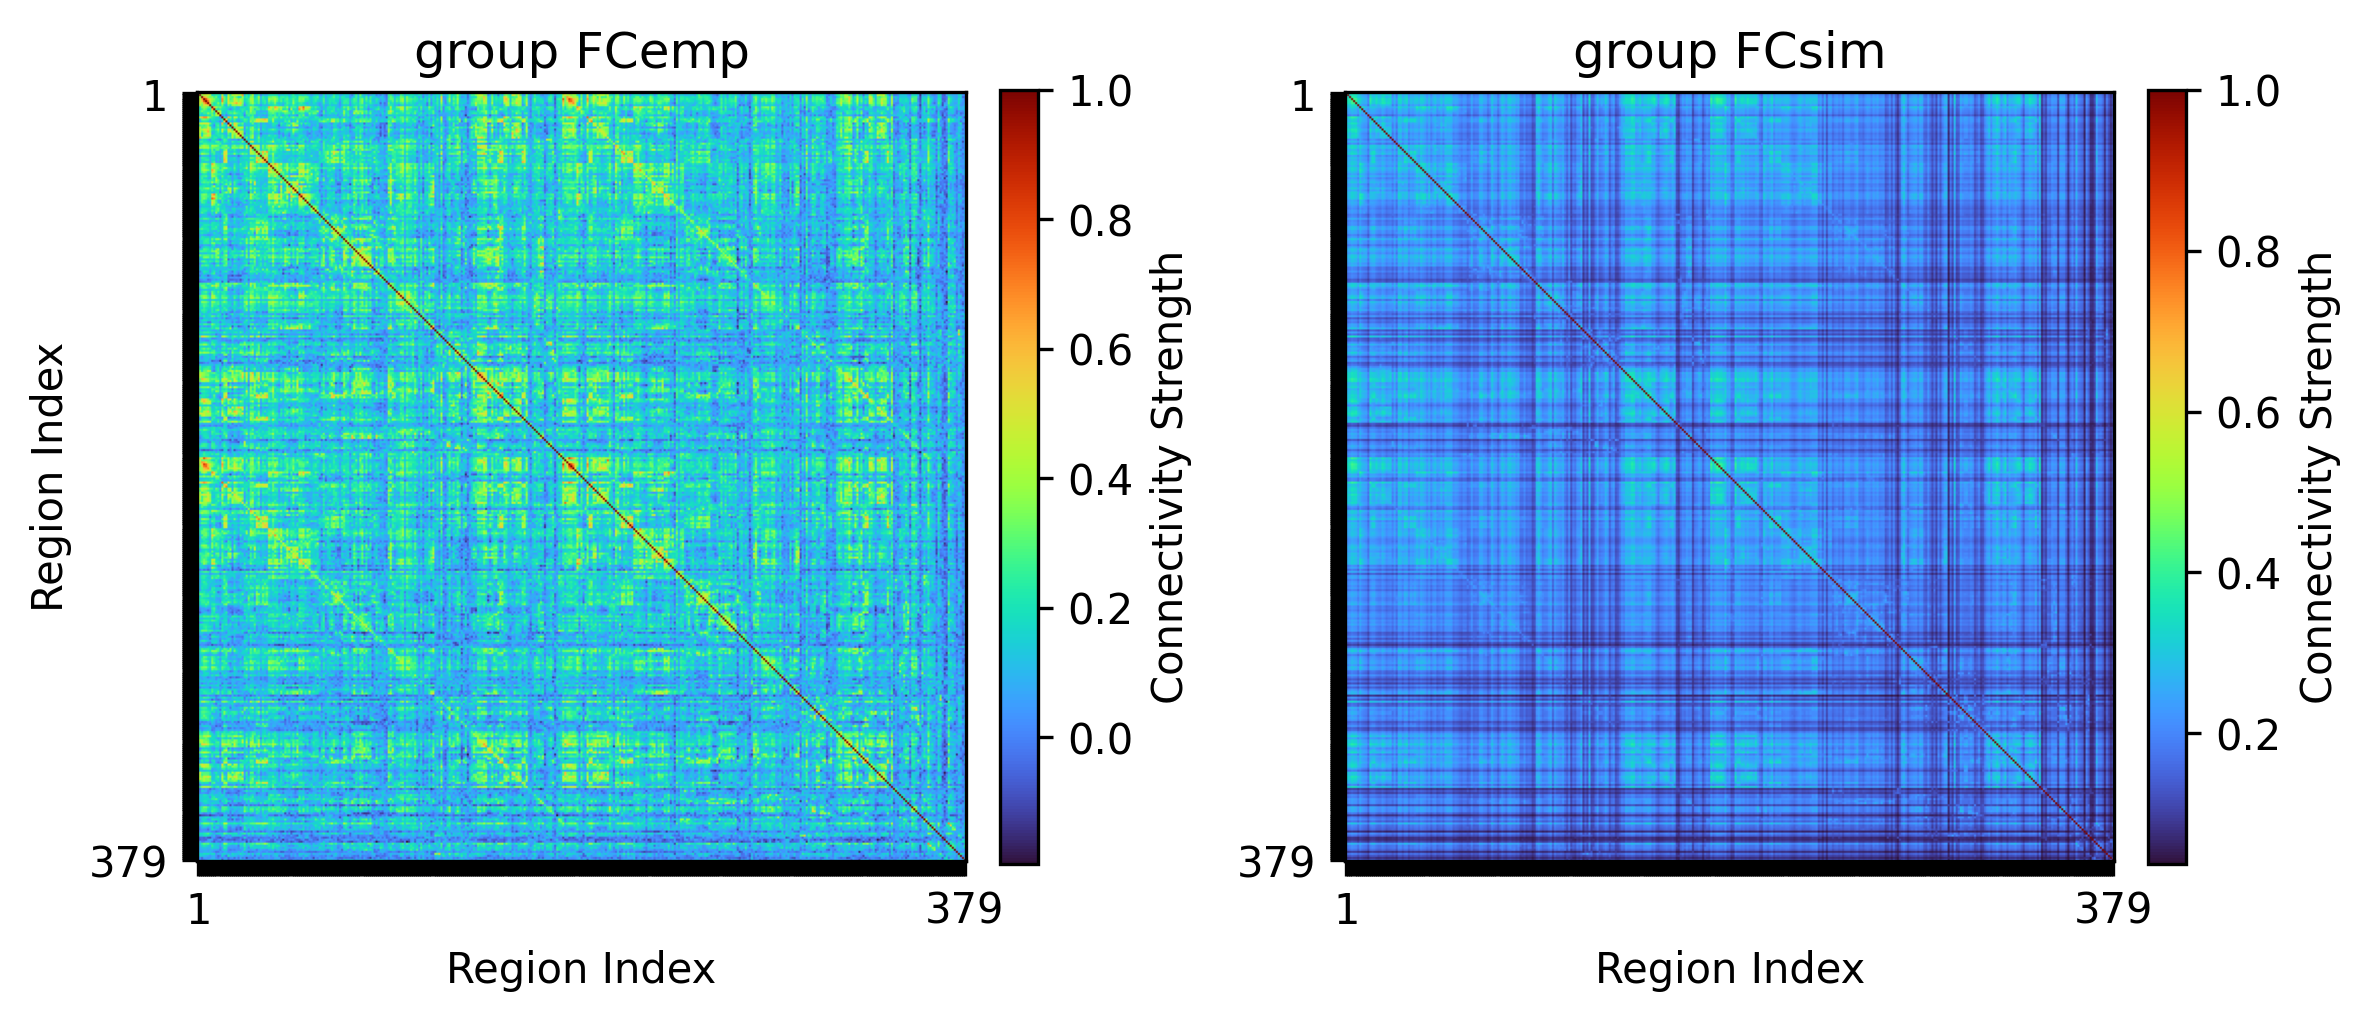 group FCemp
1
379
1
379
Region Index
Region Index
1.0
0.8
0.6
0.4
0.2
0.0
Connectivity Strength
group FCsim
1
379
1
379
Region Index
1.0
0.8
0.6
0.4
0.2
Connectivity Strength